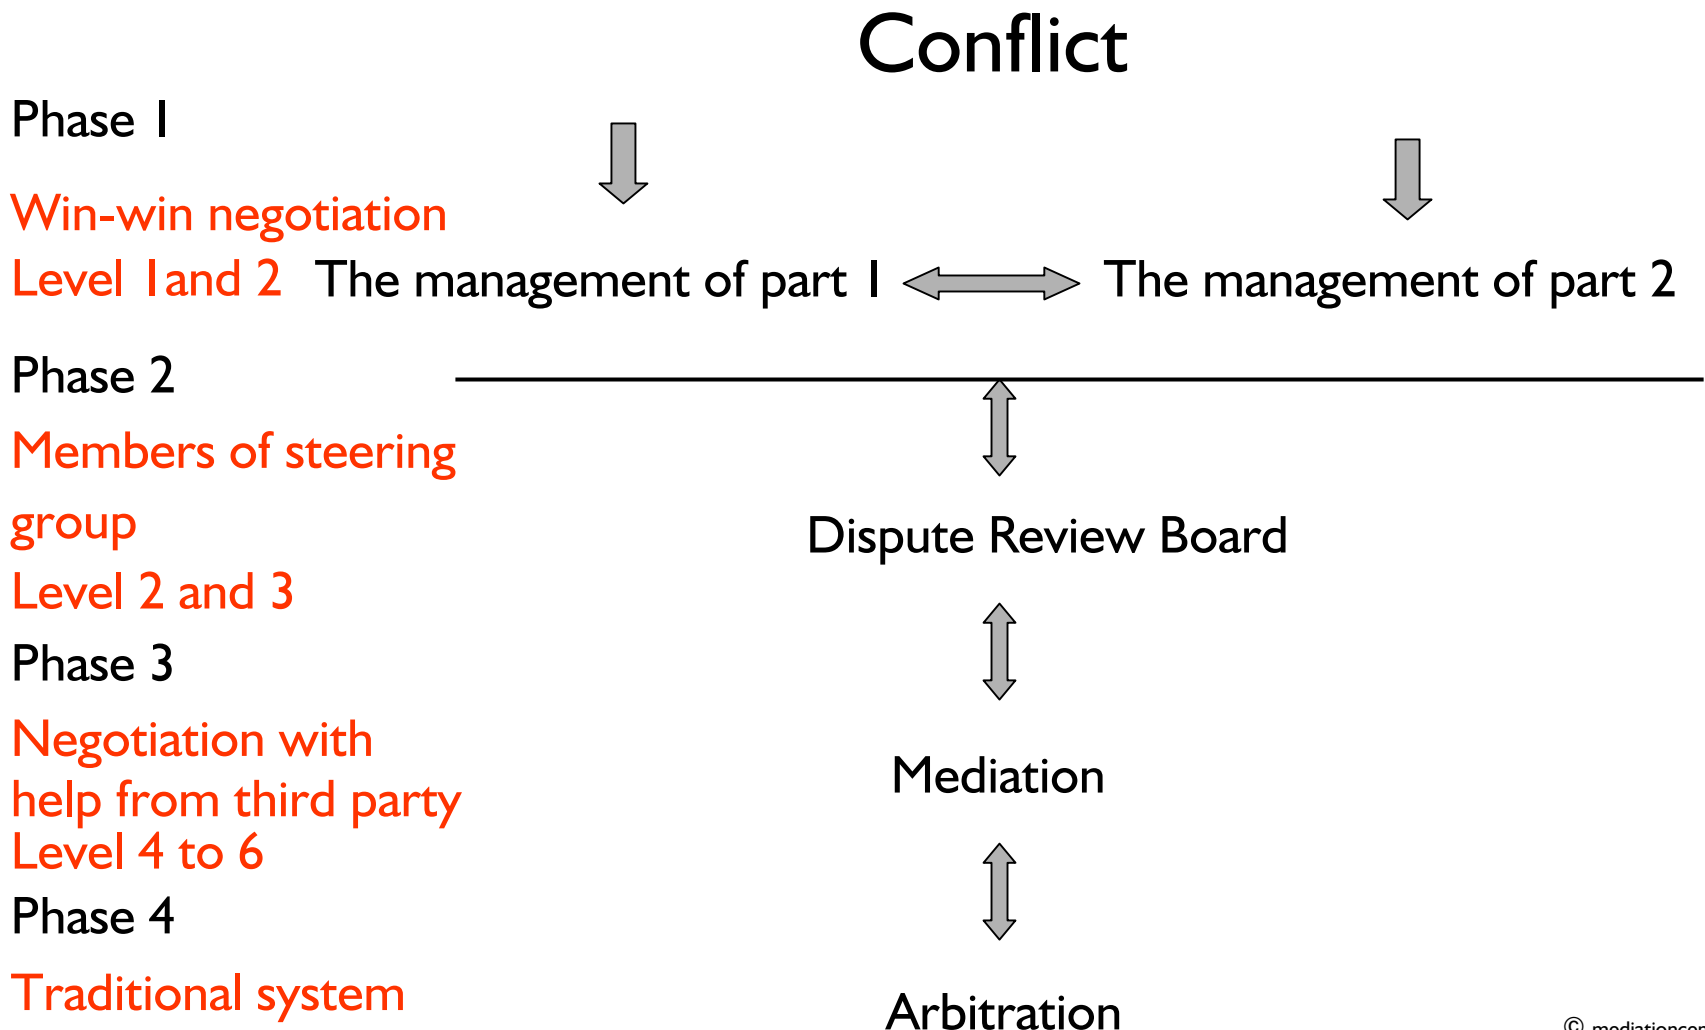 Conflict
Phase 1
Win-win negotiation
Level 1and 2 The management of part 1 The management of part 2
Phase 2
Members of steering
group
Dispute Review Board
Level 2 and 3
Phase 3
Negotiation with
Mediation
help from third party
Level 4 to 6
Phase 4
Traditional system
Arbitration
©